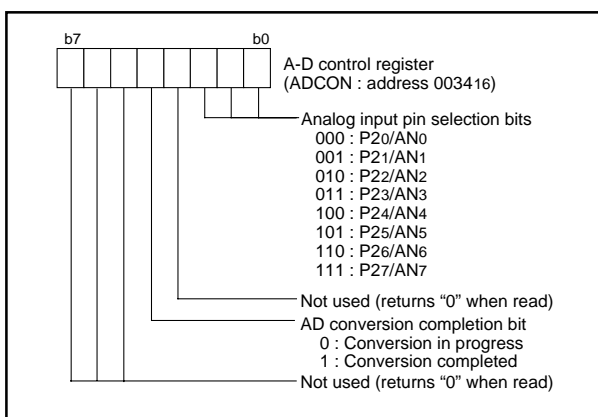 b7 b0
A-D control register
(ADCON : address 003416)
Analog input pin selection bits
000 : P20/AN0
001 : P21/AN1
010 : P22/AN2
011 : P23/AN3
100 : P24/AN4
101 : P25/AN5
110 : P26/AN6
111 : P27/AN7
Not used (returns “0” when read)
AD conversion completion bit
0 : Conversion in progress
1 : Conversion completed
Not used (returns “0” when read)